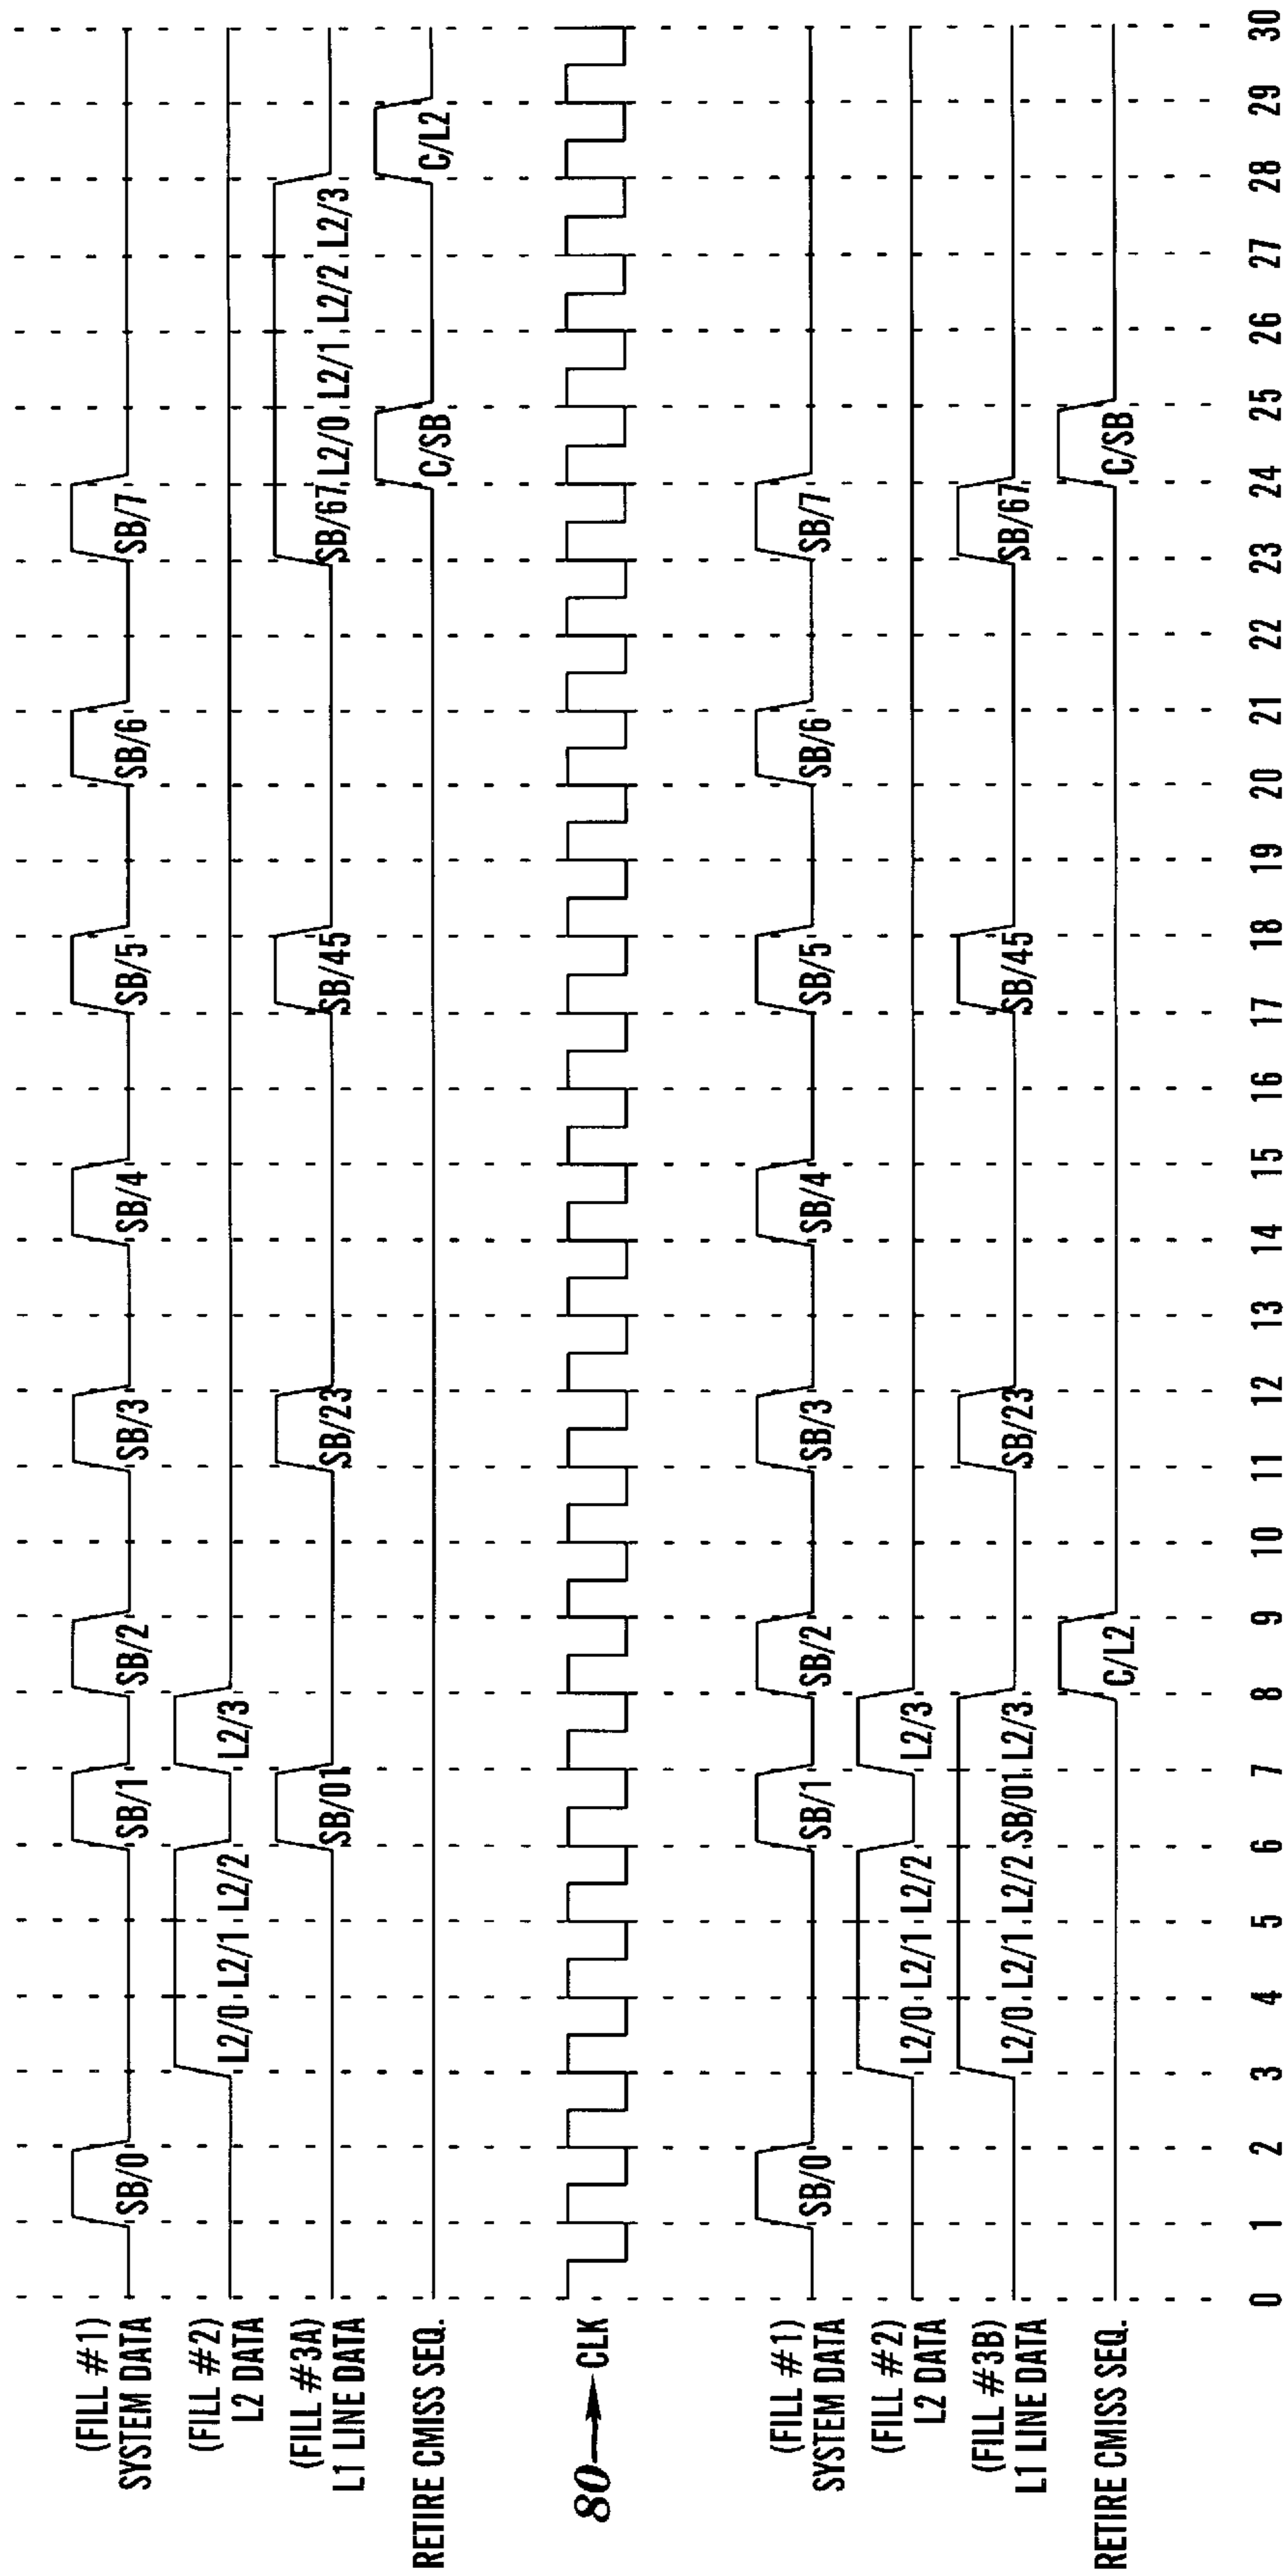 (FILL #1)
SYSTEM DATA
SB/0 SB/1 SB/2 SB/3 SB/4 SB/5 SB/6 SB/7
(FILL #2)
L2 DATA
L2/0 L2/1 L2/2 L2/3
(FILL #3A)
L1 LINE DATA
SB/01 SB/23 SB/45 SB/67 L2/0 L2/1 L2/2 L2/3
RETIRE CMISS SEQ.
C/SB C/L2
80 CLK
(FILL #1)
SYSTEM DATA
SB/0 SB/1 SB/2 SB/3 SB/4 SB/5 SB/6 SB/7
(FILL #2)
L2 DATA
L2/0 L2/1 L2/2 L2/3
(FILL #3B)
L1 LINE DATA
L2/0 L2/1 L2/2 SB/01 L2/3 SB/23 SB/45 SB/67
RETIRE CMISS SEQ.
C/L2 C/SB
0 1 2 3 4 5 6 7 8 9 10 11 12 13 14 15 16 17 18 19 20 21 22 23 24 25 26 27 28 29 30